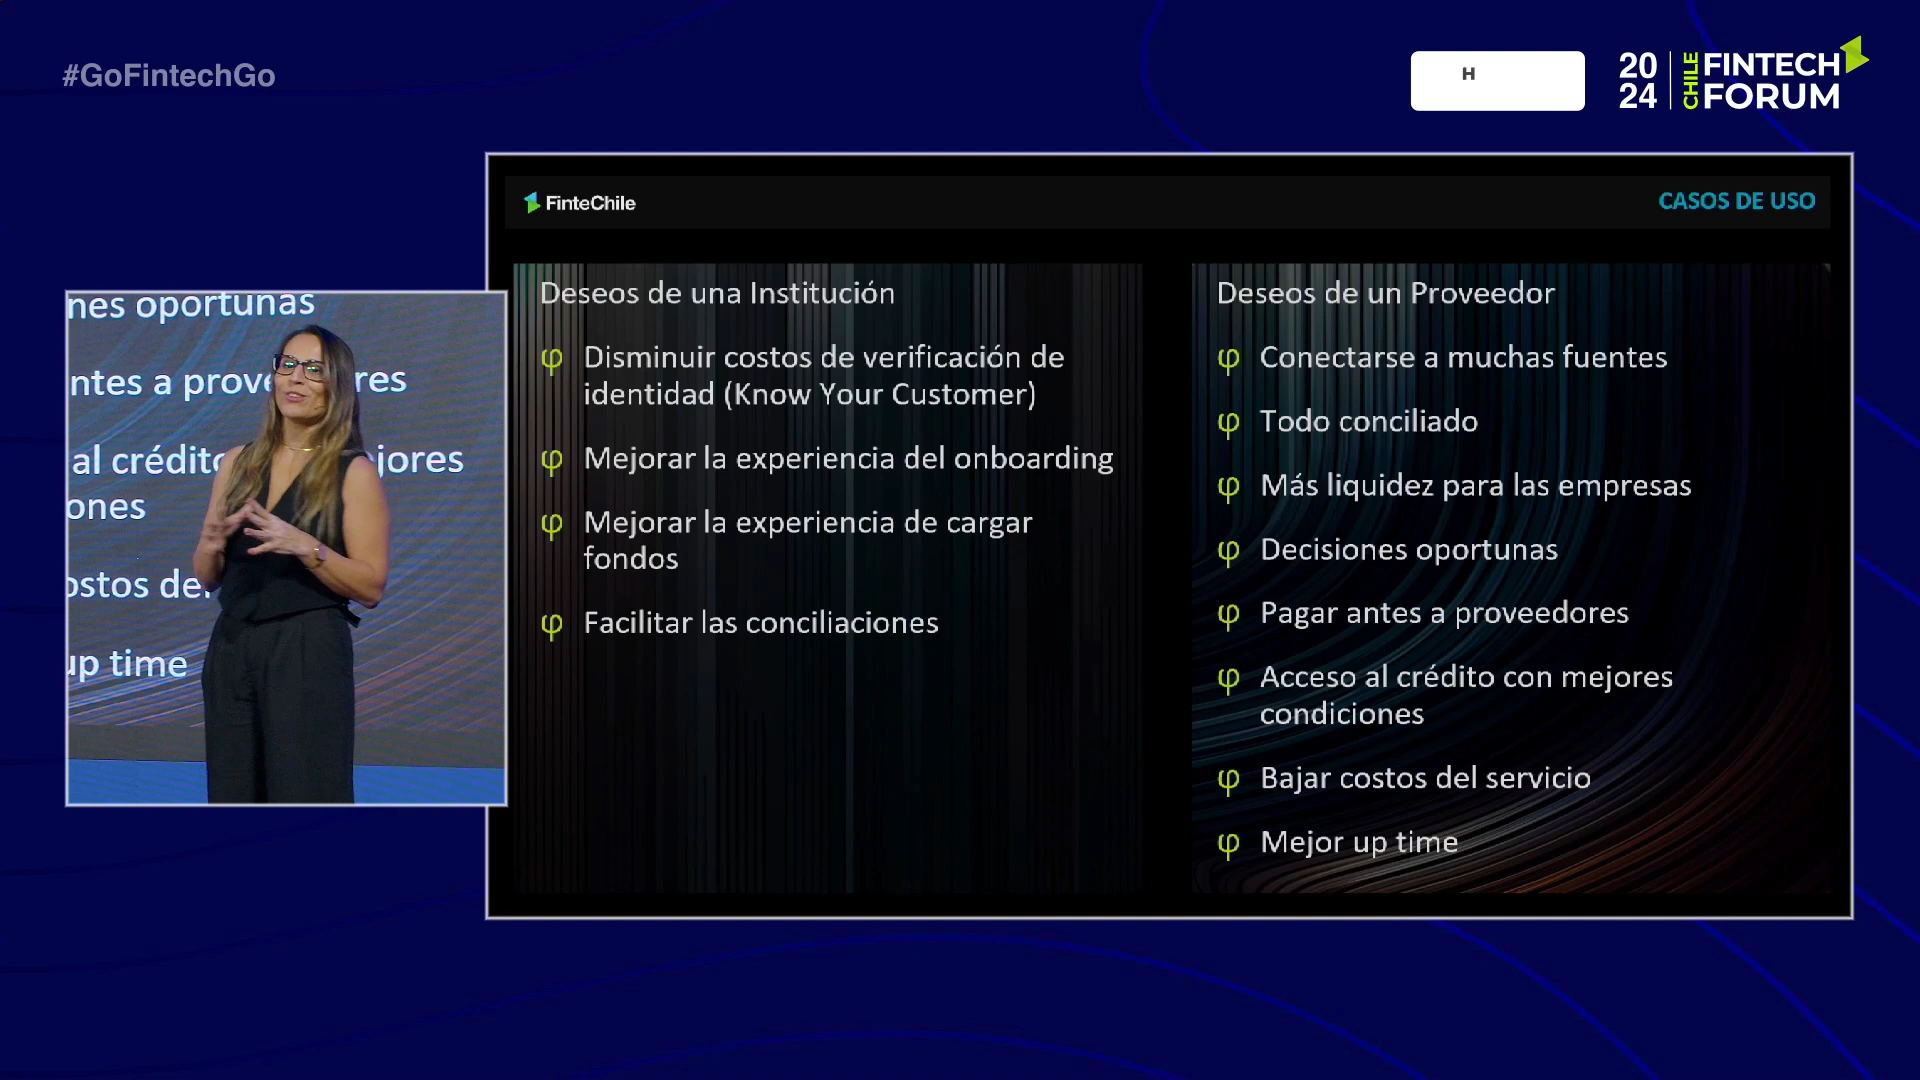 #GoFintechGo
H
20
24
CHILE
FINTECH
FORUM
FinteChile
CASOS DE USO
Deseos de una Institución
φ Disminuir costos de verificación de
identidad (Know Your Customer)
φ Mejorar la experiencia del onboarding
φ Mejorar la experiencia de cargar
fondos
φ Facilitar las conciliaciones
Deseos de un Proveedor
φ Conectarse a muchas fuentes
φ Todo conciliado
φ Más liquidez para las empresas
φ Decisiones oportunas
φ Pagar antes a proveedores
φ Acceso al crédito con mejores
condiciones
φ Bajar costos del servicio
φ Mejor up time
nes oportunas
ntes a prove res
al crédito jores
ones
ostos del
up time